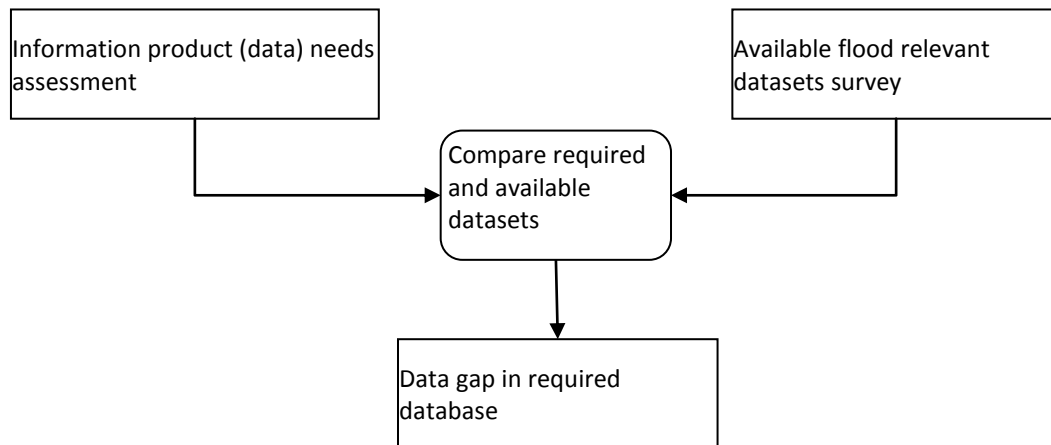 Information product (data) needs
assessment
Available flood relevant
datasets survey
Compare required
and available
datasets
Data gap in required
database